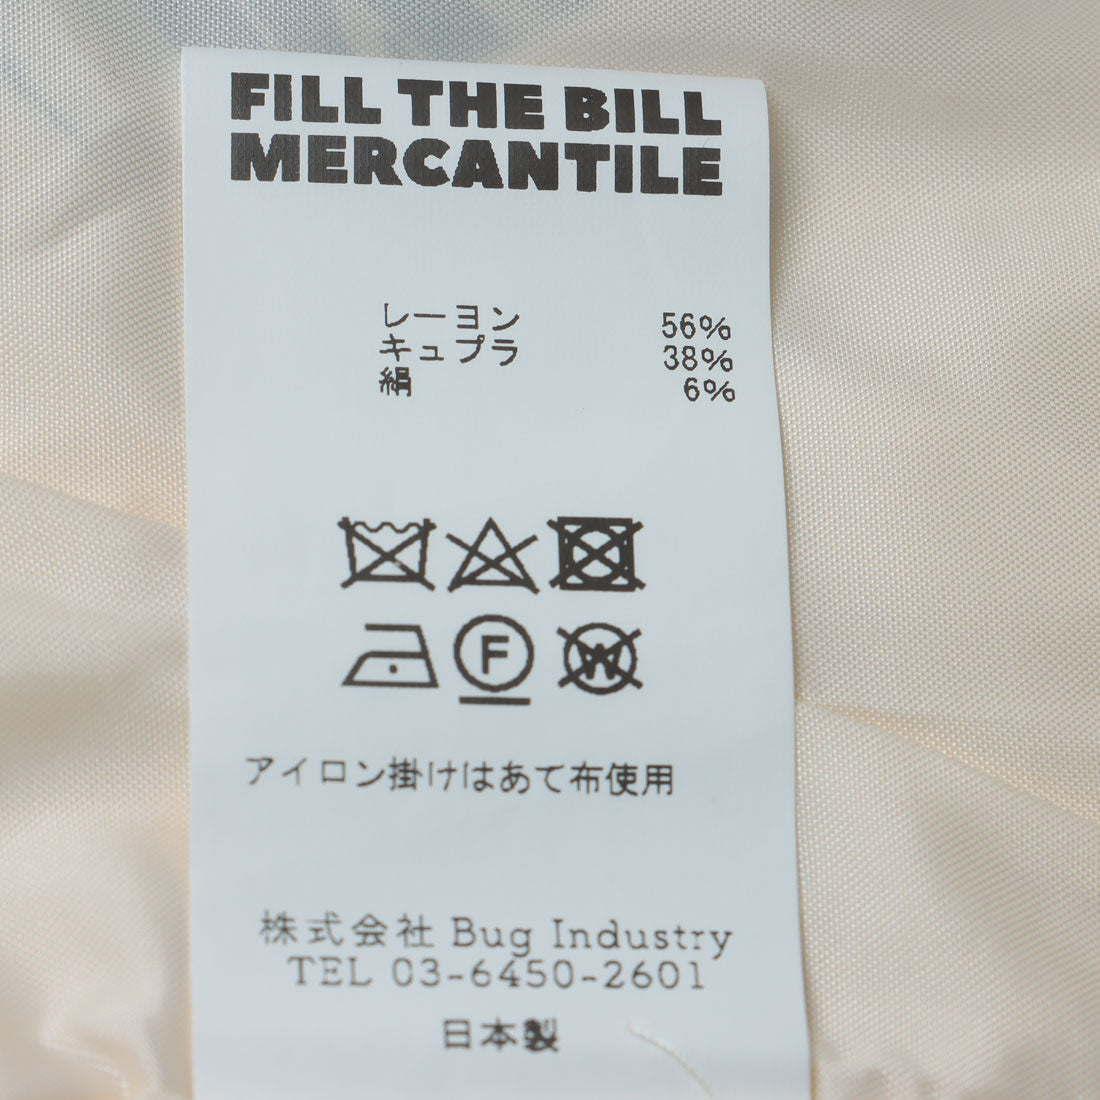 FILL THE BILL
MERCANTILE
レーヨン 56%
キュプラ 38%
絹 6%
F W
アイロン掛けはあて布使用
株式会社 Bug Industry
TEL 03-6450-2601
日本製